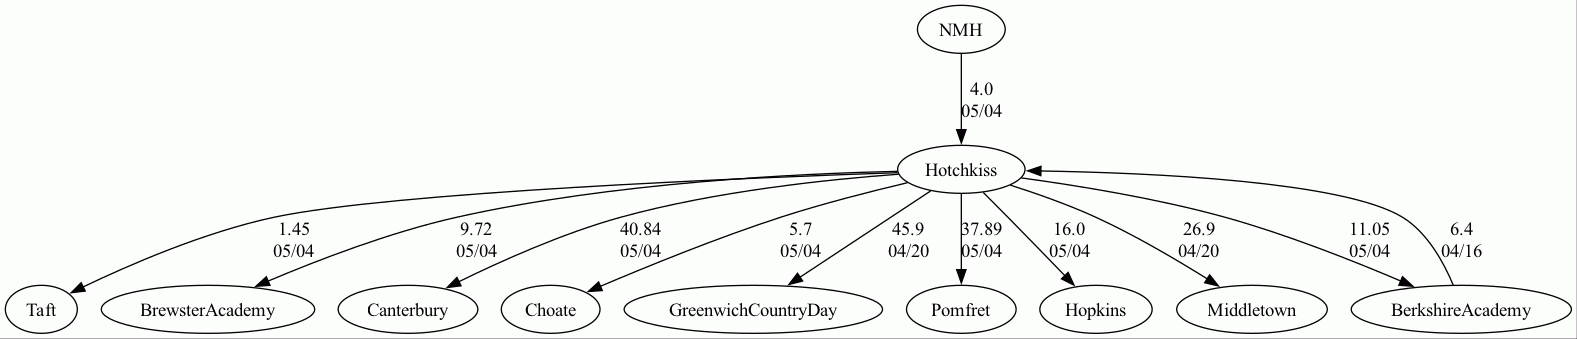 NMH
4.0
05/04
Hotchkiss
1.45 9.72 40.84 5.7 45.9 37.89 16.0 26.9 11.05 6.4
05/04 05/04 05/04 05/04 04/20 05/04 05/04 04/20 05/04 04/16
Taft BrewsterAcademy Canterbury Choate GreenwichCountryDay Pomfret Hopkins Middletown BerkshireAcademy